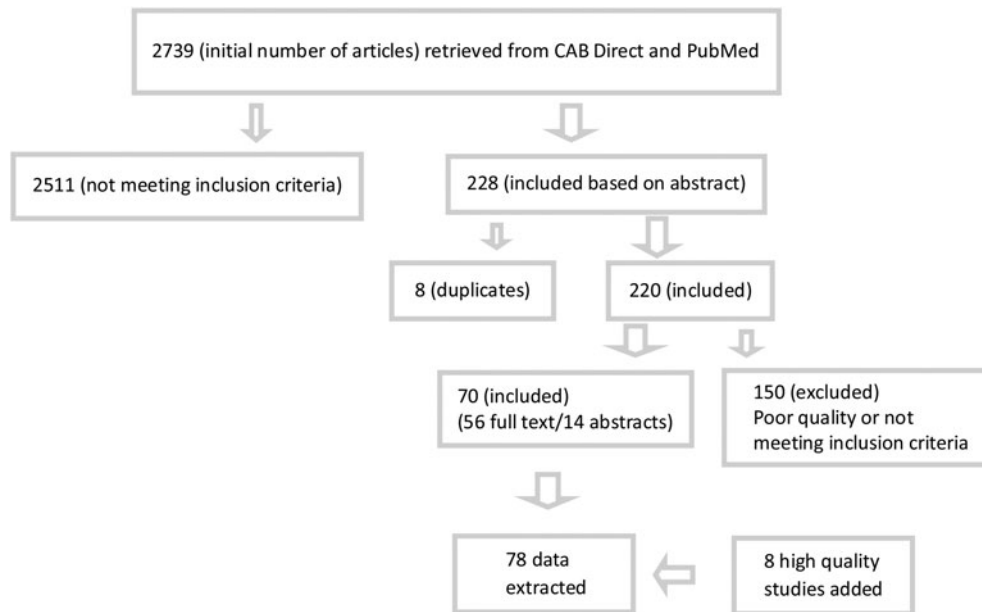 2739 (initial number of articles) retrieved from CAB Direct and PubMed
2511 (not meeting inclusion criteria)
228 (included based on abstract)
8 (duplicates)
220 (included)
70 (included)
(56 full text/14 abstracts)
150 (excluded)
Poor quality or not
meeting inclusion criteria
78 data
extracted
8 high quality
studies added